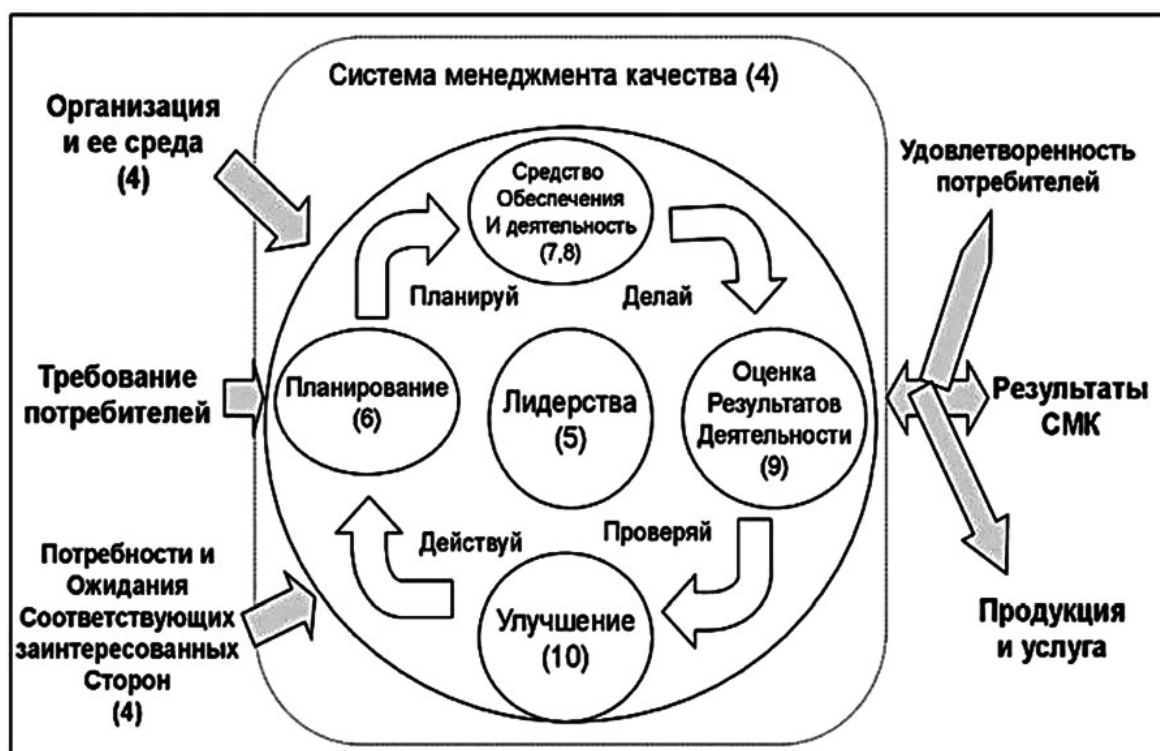 Система менеджмента качества (4)
Организация
и ее среда
(4)
Требование
потребителей
Потребности и
Ожидания
Соответствующих
заинтересованных
Сторон
(4)
Средство
Обеспечения
И деятельность
(7,8)
Планируй
Делай
Планирование
(6)
Лидерства
(5)
Оценка
Результатов
Деятельности
(9)
Действуй
Проверяй
Улучшение
(10)
Удовлетворенность
потребителей
Результаты
СМК
Продукция
и услуга